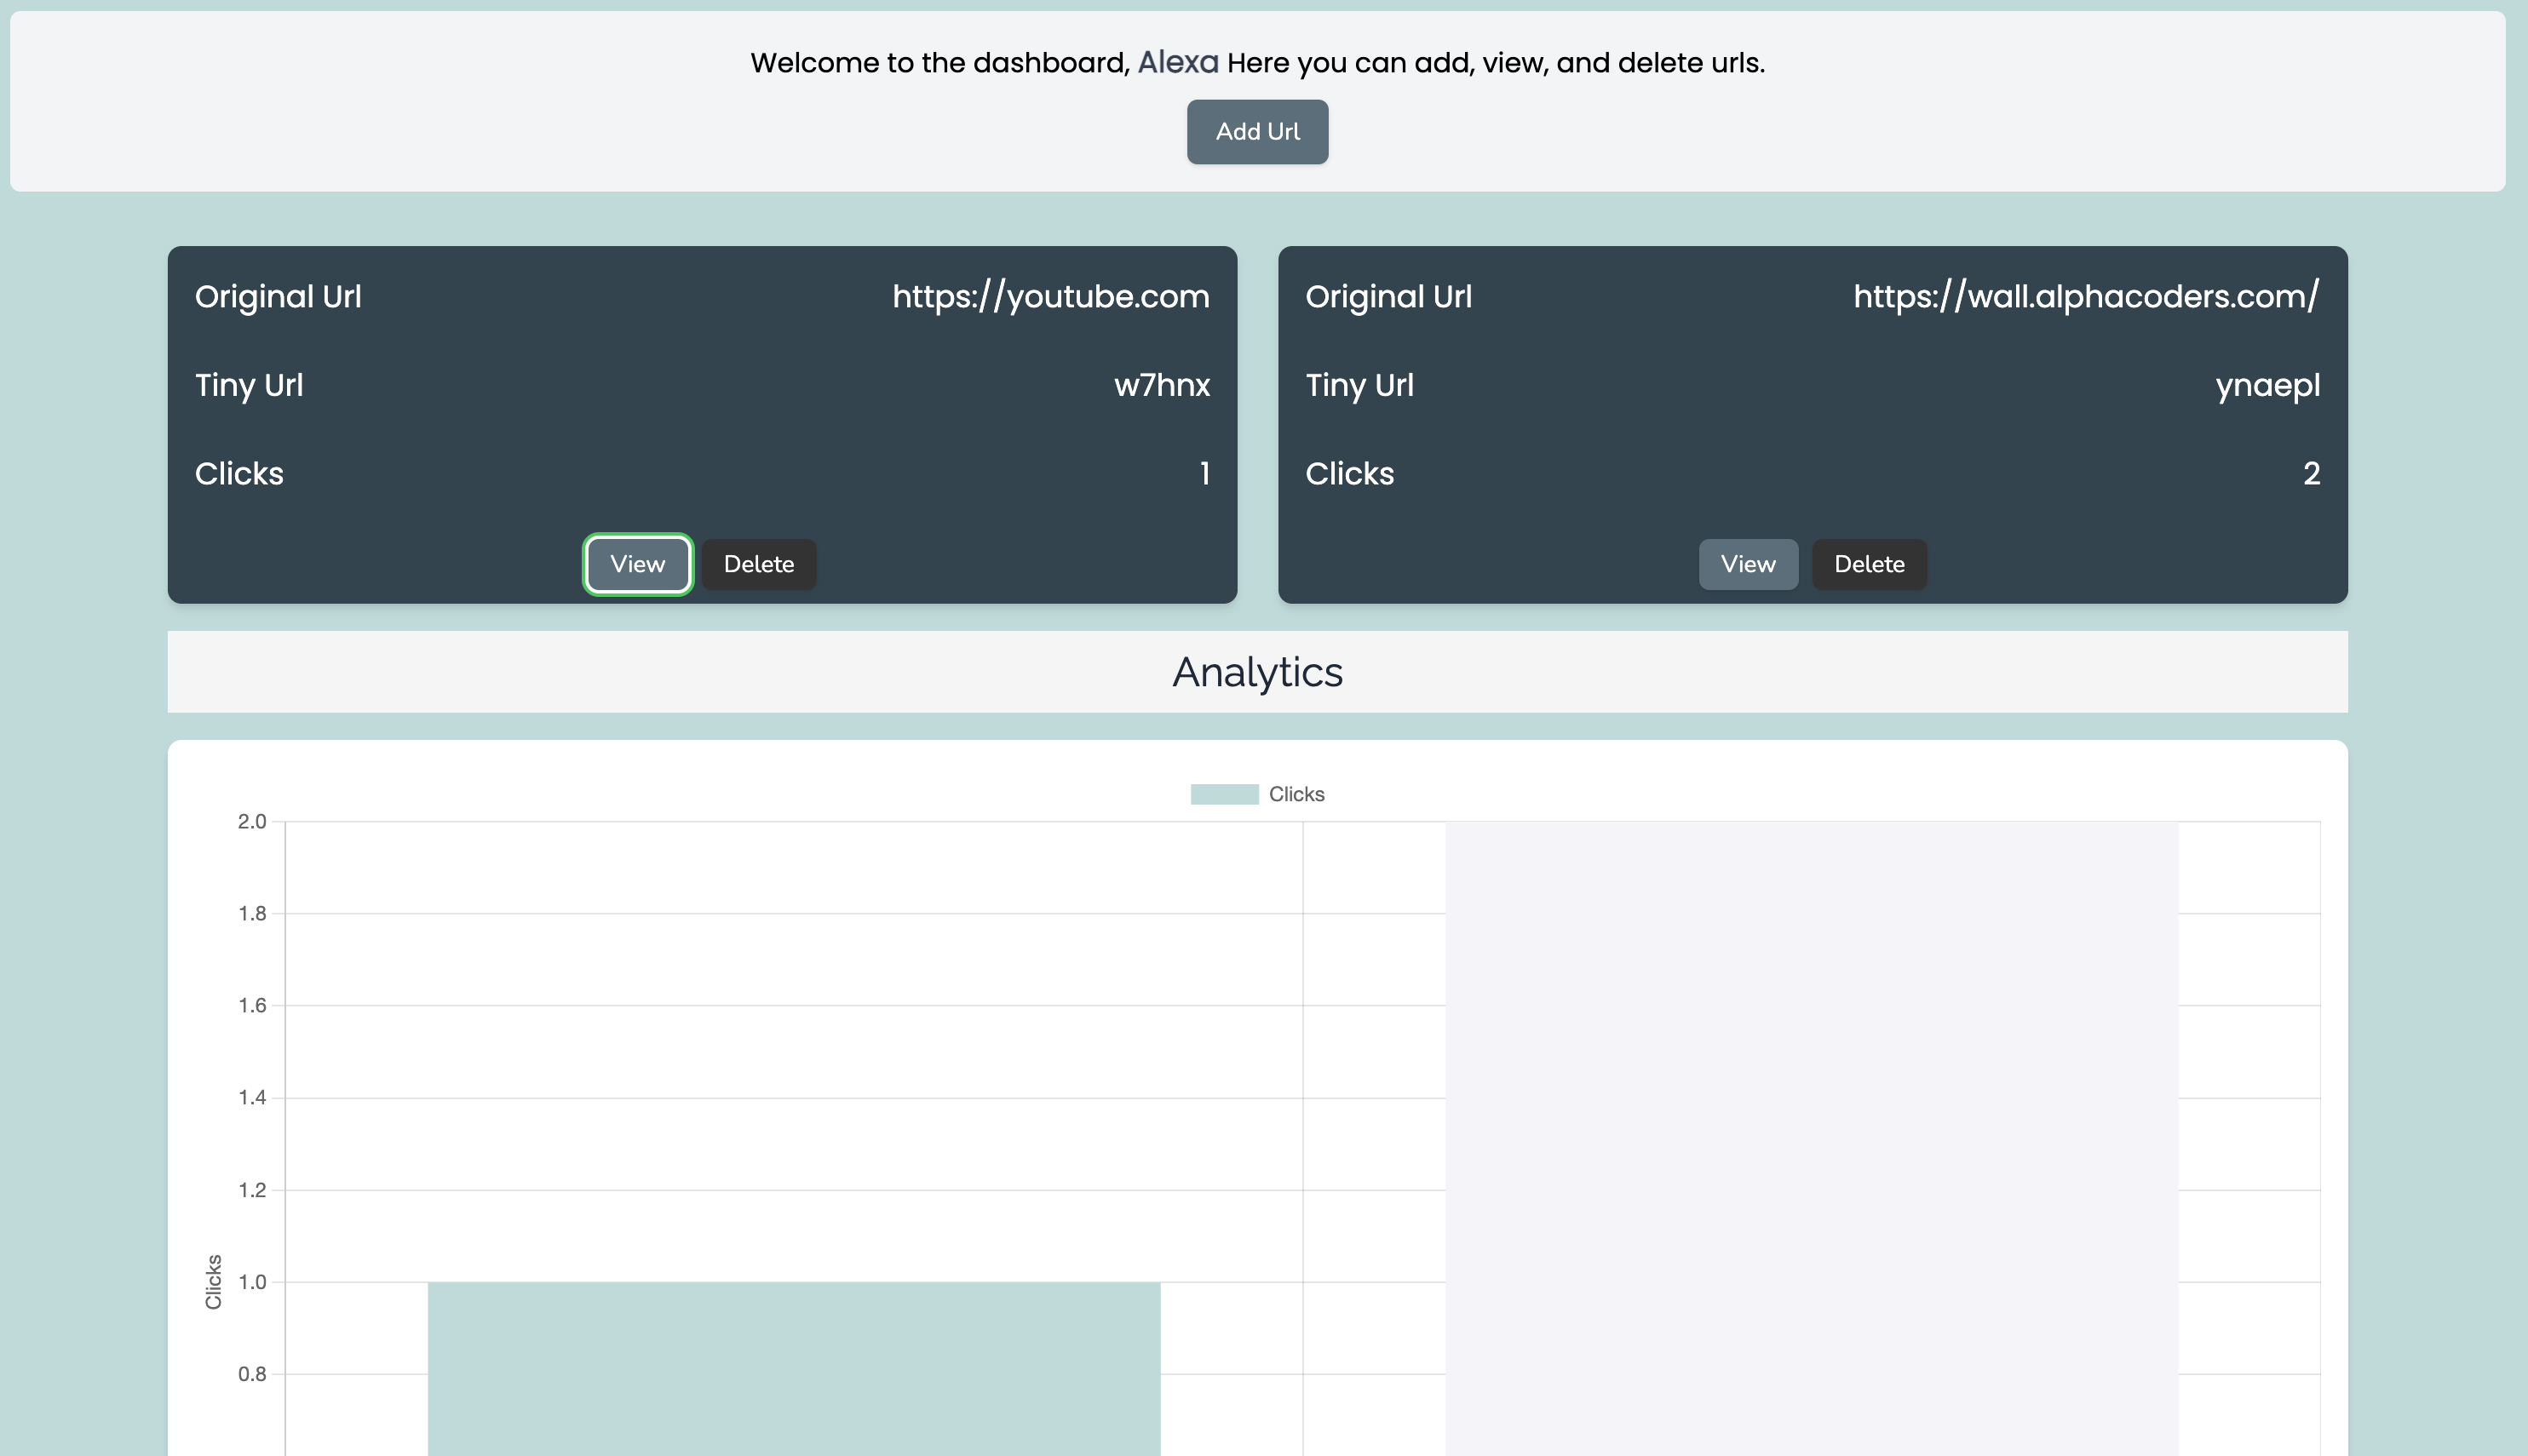 Welcome to the dashboard, Alexa Here you can add, view, and delete urls.
Add Url
Original Url https://youtube.com
Tiny Url w7hnx
Clicks 1
View Delete
Original Url https://wall.alphacoders.com/
Tiny Url ynaepl
Clicks 2
View Delete
Analytics
Clicks
2.0
1.8
1.6
1.4
1.2
1.0
0.8
Clicks